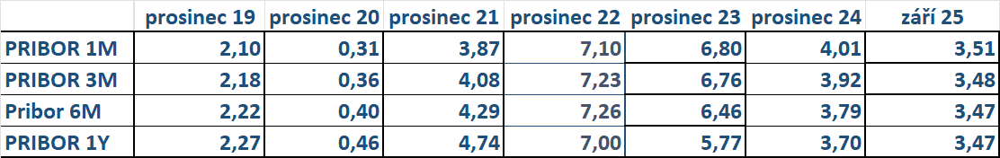 prosinec 19 prosinec 20 prosinec 21 prosinec 22 prosinec 23 prosinec 24 září 25
PRIBOR 1M 2,10 0,31 3,87 7,10 6,80 4,01 3,51
PRIBOR 3M 2,18 0,36 4,08 7,23 6,76 3,92 3,48
Pribor 6M 2,22 0,40 4,29 7,26 6,46 3,79 3,47
PRIBOR 1Y 2,27 0,46 4,74 7,00 5,77 3,70 3,47